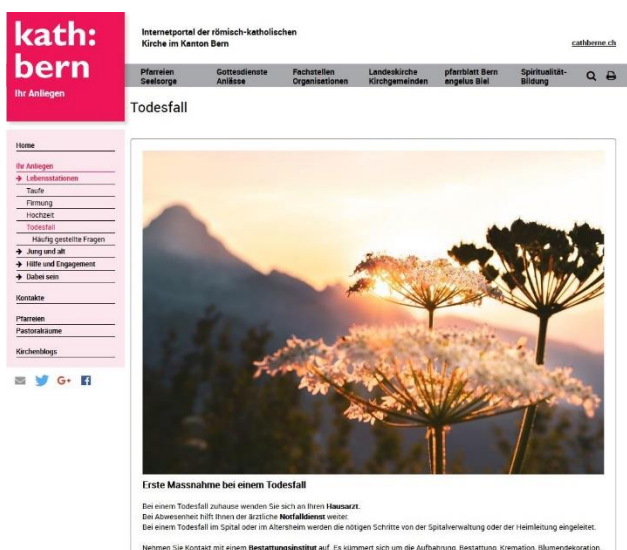 kath:
bern
Ihr Anliegen
Internetportal der römisch-katholischen
Kirche im Kanton Bern
cathberne.ch
Pfarreien Seelsorge
Gottesdienste Anlässe
Fachstellen Organisationen
Landeskirche Kirchgemeinden
pfarrblatt Bern angelus Biel
Spiritualität- Bildung
Todesfall
Home
Ihr Anliegen
Lebensstationen
Taufe
Firmung
Hochzeit
Todesfall
Häufig gestellte Fragen
Jung und alt
Hilfe und Engagement
Dabei sein
Kontakte
Pfarreien
Pastoralräume
Kirchenblogs
G+
Erste Massnahme bei einem Todesfall
Bei einem Todesfall zuhause wenden Sie sich an Ihren Hausarzt.
Bei Abwesenheit hilft Ihnen der ärztliche Notfalldienst weiter.
Bei einem Todesfall im Spital oder im Altersheim werden die nötigen Schritte von der Spitalverwaltung oder der Heimleitung eingeleitet.
Nehmen Sie Kontakt mit einem Bestattungsinstitut auf. Es kümmert sich um die Aufbahrung, Bestattung, Kremation, Blumendekoration,